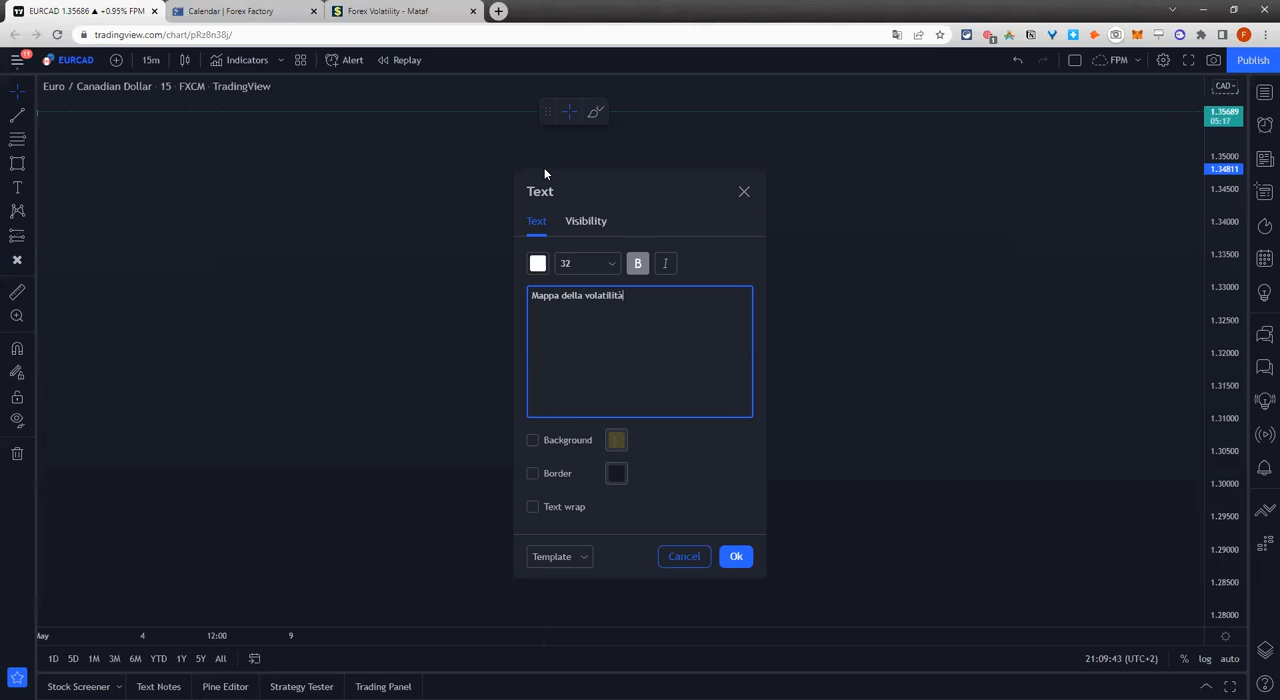 EURCAD 1.35686 ▲ +0.95% FPM
Calendar | Forex Factory
Forex Volatility - Mataf
tradingview.com/chart/pRz8n38j/
11
EURCAD
15m
Indicators
Alert
Replay
FPM
Publish
Euro / Canadian Dollar · 15 · FXCM · TradingView
CAD
1.35689
05:17
1.35000
1.34811
1.34500
1.34000
1.33500
1.33000
1.32500
1.32000
1.31500
1.31000
1.30500
1.30000
1.29500
1.29000
1.28500
1.28000
Text
Text
Visibility
32
B
I
Mappa della volatilità
Background
Border
Text wrap
Template
Cancel
Ok
May
4
12:00
9
1D
5D
1M
3M
6M
YTD
1Y
5Y
All
21:09:43 (UTC+2)
%
log
auto
Stock Screener
Text Notes
Pine Editor
Strategy Tester
Trading Panel